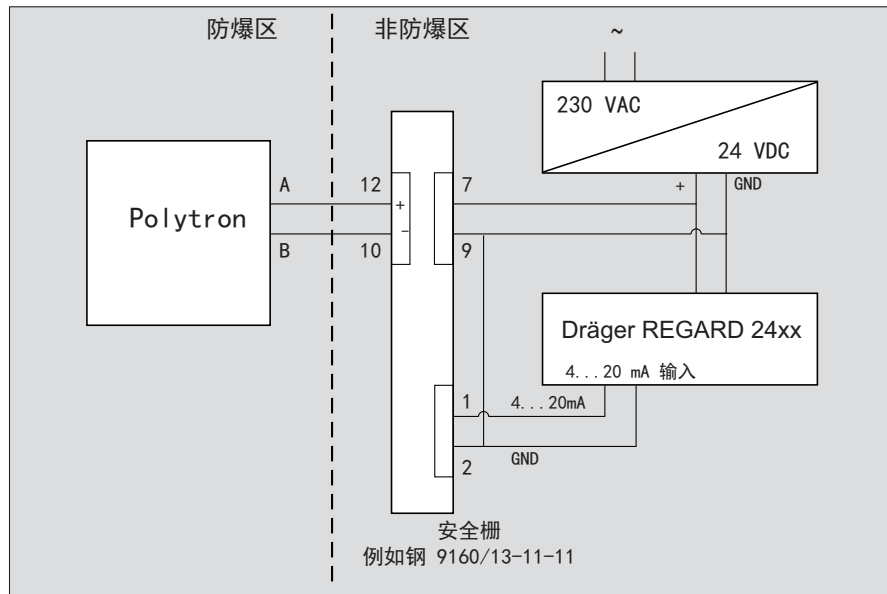 防爆区
非防爆区
~
230 VAC
24 VDC
+
GND
Polytron
A
B
12
10
+
-
7
9
Dräger REGARD 24xx
4...20 mA 输入
1
4...20mA
2
GND
安全栅
例如钢 9160/13-11-11